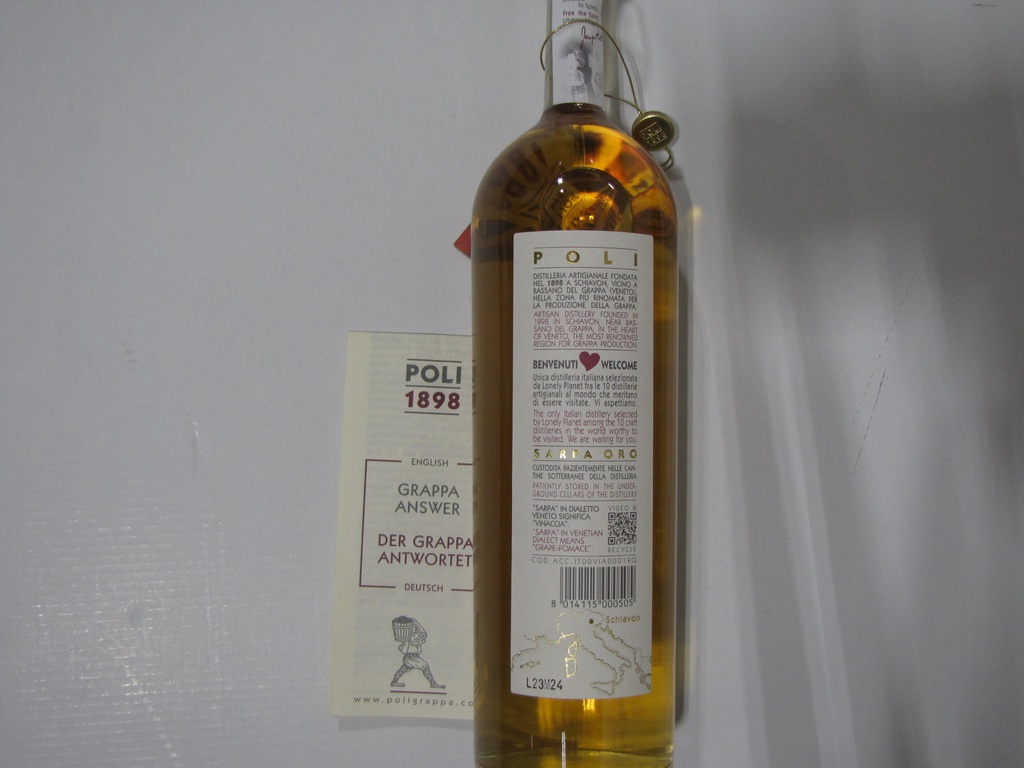 Free the Spirit
POLI
DISTILLERIA ARTIGIANALE FONDATA
NEL 1898 A SCHIAVON, VICINO A
BASSANO DEL GRAPPA (VENETO),
NELLA ZONA PIÙ RINOMATA PER
LA PRODUZIONE DELLA GRAPPA.
ARTISAN DISTILLERY FOUNDED IN
1898 IN SCHIAVON, NEAR BAS-
SANO DEL GRAPPA, IN THE HEART
OF VENETO, THE MOST RENOWNED
REGION FOR GRAPPA PRODUCTION.
BENVENUTI WELCOME
Unica distilleria italiana selezionata
da Lonely Planet fra le 10 distillerie
artigianali al mondo che meritano
di essere visitate. Vi aspettiamo.
The only Italian distillery selected
by Lonely Planet among the 10 craft
distilleries in the world worthy to
be visited. We are waiting for you.
SARPA ORO
CUSTODITA PAZIENTEMENTE NELLE CAN-
TINE SOTTERRANEE DELLA DISTILLERIA
PATIENTLY STORED IN THE UNDER-
GROUND CELLARS OF THE DISTILLERY
"SARPA" IN DIALETTO
VENETO SIGNIFICA
"VINACCIA".
"SARPA" IN VENETIAN
DIALECT MEANS
"GRAPE-POMACE".
VIDEO &
RECYCLE
COD. ACC. IT00VIA00019Q
8 014115 000505
Schiavon
L23M24
POLI
1898
ENGLISH
GRAPPA
ANSWER
DER GRAPPA
ANTWORTET
DEUTSCH
www.poligrappa.co